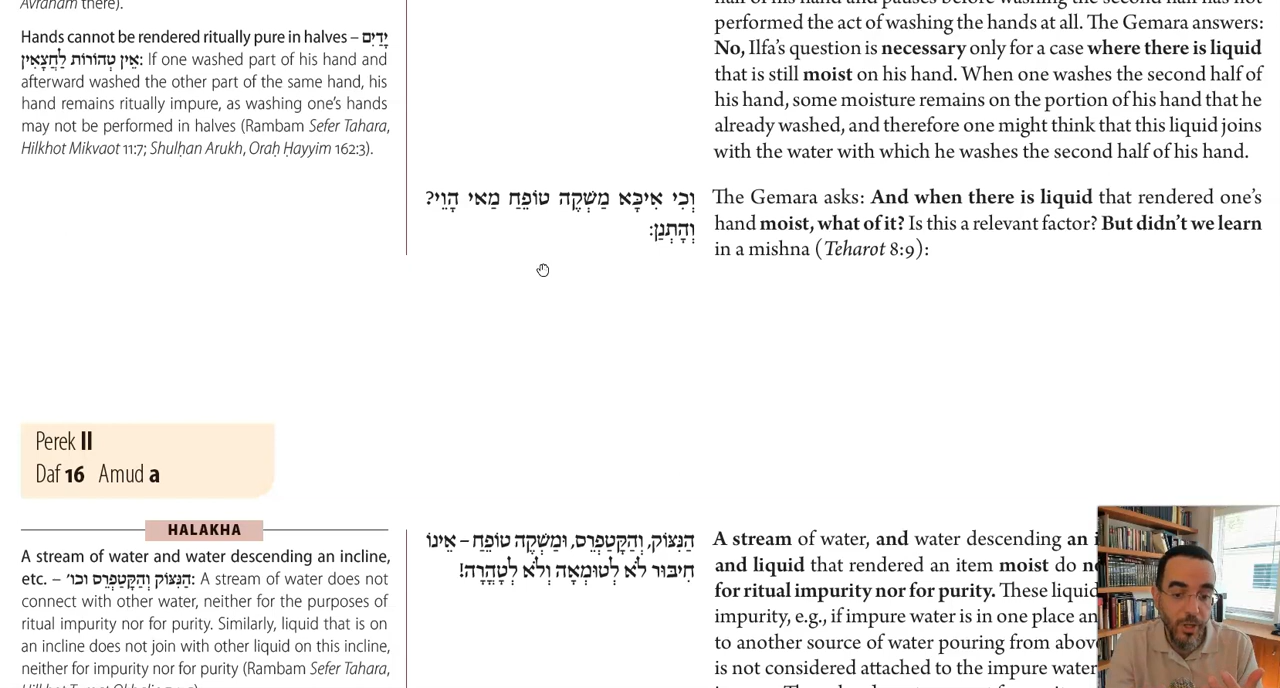 Avraham there).
Hands cannot be rendered ritually pure in halves – יָדַיִם
אֵין טְהוֹרוֹת לַחֲצָאִין: If one washed part of his hand and
afterward washed the other part of the same hand, his
hand remains ritually impure, as washing one's hands
may not be performed in halves (Rambam Sefer Tahara,
Hilkhot Mikvaot 11:7; Shulḥan Arukh, Oraḥ Ḥayyim 162:3).
half of his hand and pauses before washing the second half has not
performed the act of washing the hands at all. The Gemara answers:
No, Ilfa's question is necessary only for a case where there is liquid
that is still moist on his hand. When one washes the second half of
his hand, some moisture remains on the portion of his hand that he
already washed, and therefore one might think that this liquid joins
with the water with which he washes the second half of his hand.
וְכִי אִיכָּא מַשְׁקֶה טוֹפֵחַ מַאי הָוֵי?
וְהָתְנַן:
The Gemara asks: And when there is liquid that rendered one's
hand moist, what of it? Is this a relevant factor? But didn't we learn
in a mishna (Teharot 8:9):
Perek II
Daf 16 Amud a
HALAKHA
A stream of water and water descending an incline,
etc. – הַנִּצּוֹק וְהַקְּטַפְרֵס וכו׳: A stream of water does not
connect with other water, neither for the purposes of
ritual impurity nor for purity. Similarly, liquid that is on
an incline does not join with other liquid on this incline,
neither for impurity nor for purity (Rambam Sefer Tahara,
הַנִּצּוֹק, וְהַקְּטַפְרֵס, וּמַשְׁקֶה טוֹפֵחַ – אֵינוֹ
חִיבּוּר לֹא לְטוּמְאָה וְלֹא לְטָהֳרָה!
A stream of water, and water descending an
and liquid that rendered an item moist do
for ritual impurity nor for purity. These liquid
impurity, e.g., if impure water is in one place an
to another source of water pouring from above
is not considered attached to the impure water